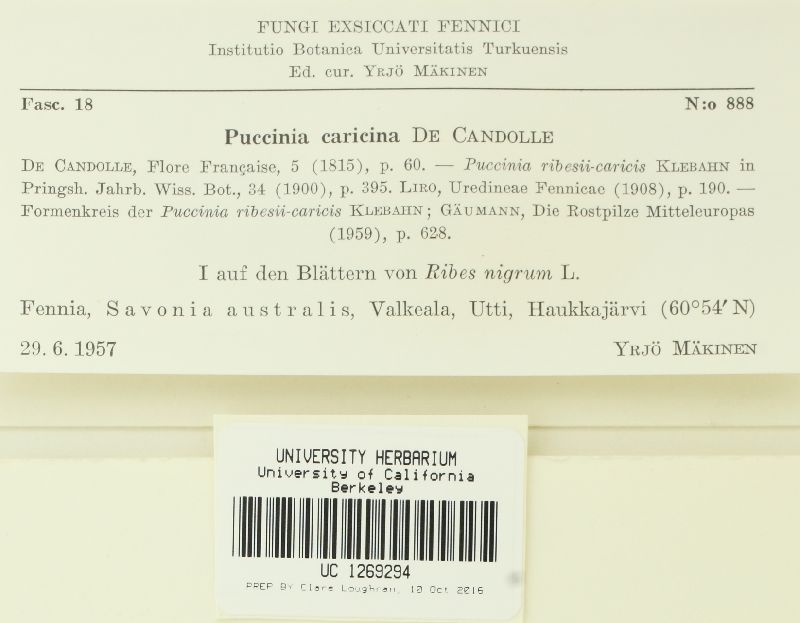 FUNGI EXSICCATI FENNICI
Institutio Botanica Universitatis Turkuensis
Ed. cur. YRJÖ MÄKINEN
Fasc. 18 N:o 888
Puccinia caricina DE CANDOLLE
DE CANDOLLE, Flore Française, 5 (1815), p. 60. — Puccinia ribesii-caricis KLEBAHN in
Pringsh. Jahrb. Wiss. Bot., 34 (1900), p. 395. LIRO, Uredineae Fennicae (1908), p. 190. —
Formenkreis der Puccinia ribesii-caricis KLEBAHN; GÄUMANN, Die Rostpilze Mitteleuropas
(1959), p. 628.
I auf den Blättern von Ribes nigrum L.
Fennia, Savonia australis, Valkeala, Utti, Haukkajärvi (60°54′ N)
29. 6. 1957 YRJÖ MÄKINEN
UNIVERSITY HERBARIUM
University of California
Berkeley
UC 1269294
PREP BY Clare Loughran, 10 Oct 2016